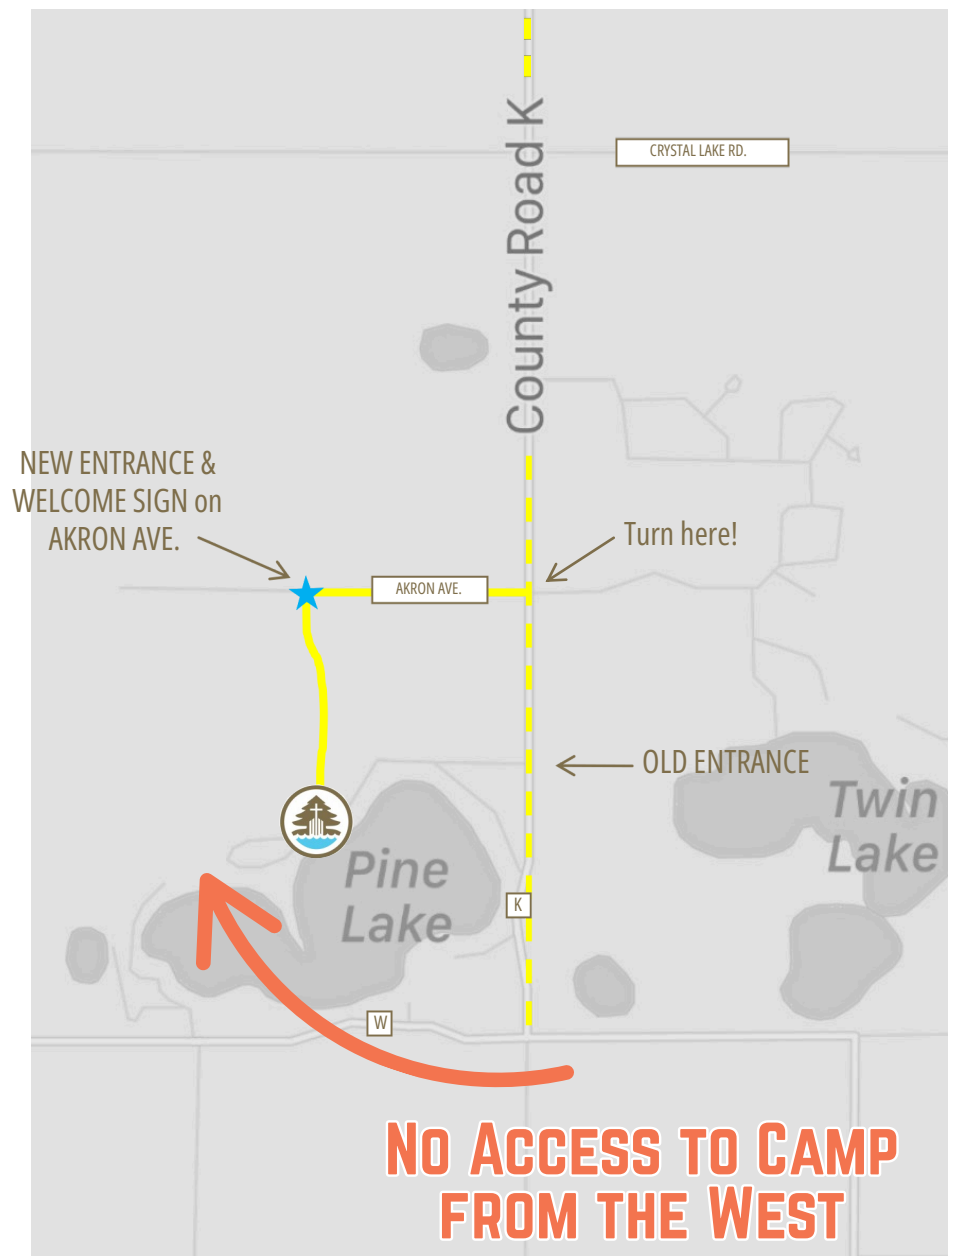 CRYSTAL LAKE RD.
County Road K
NEW ENTRANCE &
WELCOME SIGN on
AKRON AVE.
Turn here!
AKRON AVE.
OLD ENTRANCE
Twin
Lake
Pine
Lake
K
W
No Access to Camp
from the West